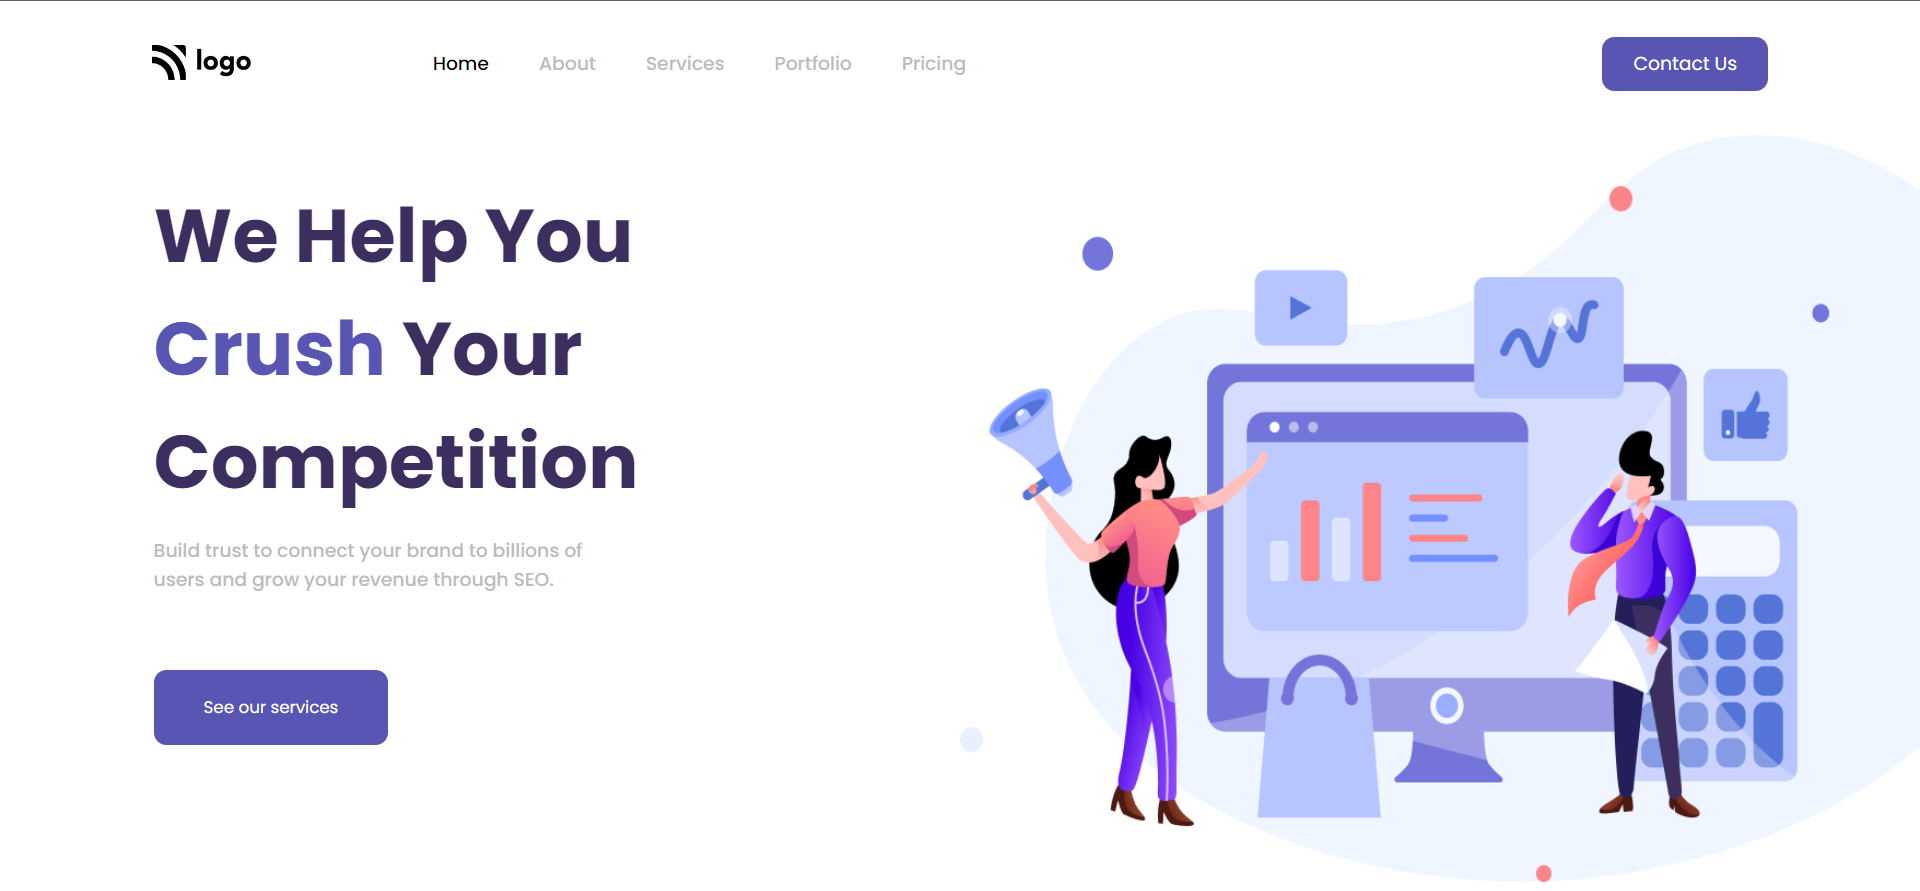 logo
Home About Services Portfolio Pricing
Contact Us
We Help You
Crush Your
Competition
Build trust to connect your brand to billions of
users and grow your revenue through SEO.
See our services